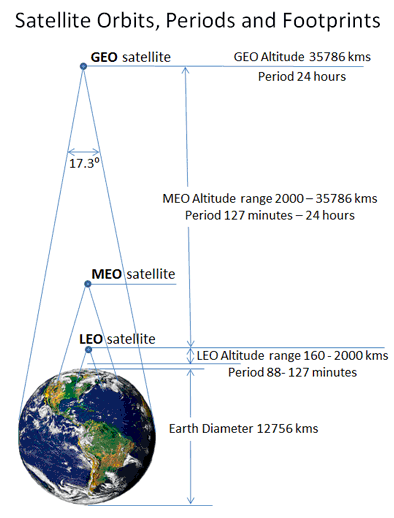 Satellite Orbits, Periods and Footprints
GEO satellite
GEO Altitude 35786 kms
Period 24 hours
17.3⁰
MEO Altitude range 2000 – 35786 kms
Period 127 minutes – 24 hours
MEO satellite
LEO satellite
LEO Altitude range 160 - 2000 kms
Period 88- 127 minutes
Earth Diameter 12756 kms